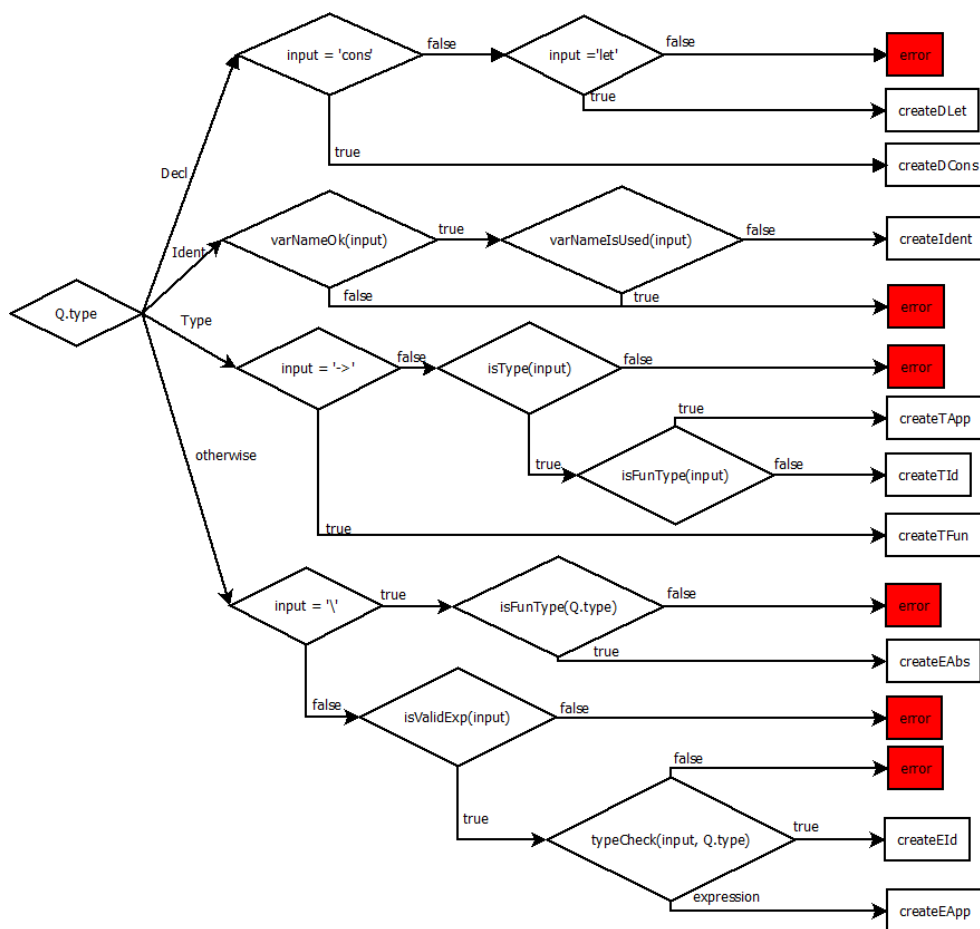 input = 'cons'
false
input ='let'
false
error
true
createDLet
true
createDCons
Decl
varNameOk(input)
true
varNameIsUsed(input)
false
createIdent
Ident
false
true
error
Q.type
Type
input = '->'
false
isType(input)
false
error
true
createTApp
true
isFunType(input)
false
createTId
otherwise
true
createTFun
input = '\'
true
isFunType(Q.type)
false
error
true
createEAbs
false
isValidExp(input)
false
error
false
error
true
typeCheck(input, Q.type)
true
createEId
expression
createEApp